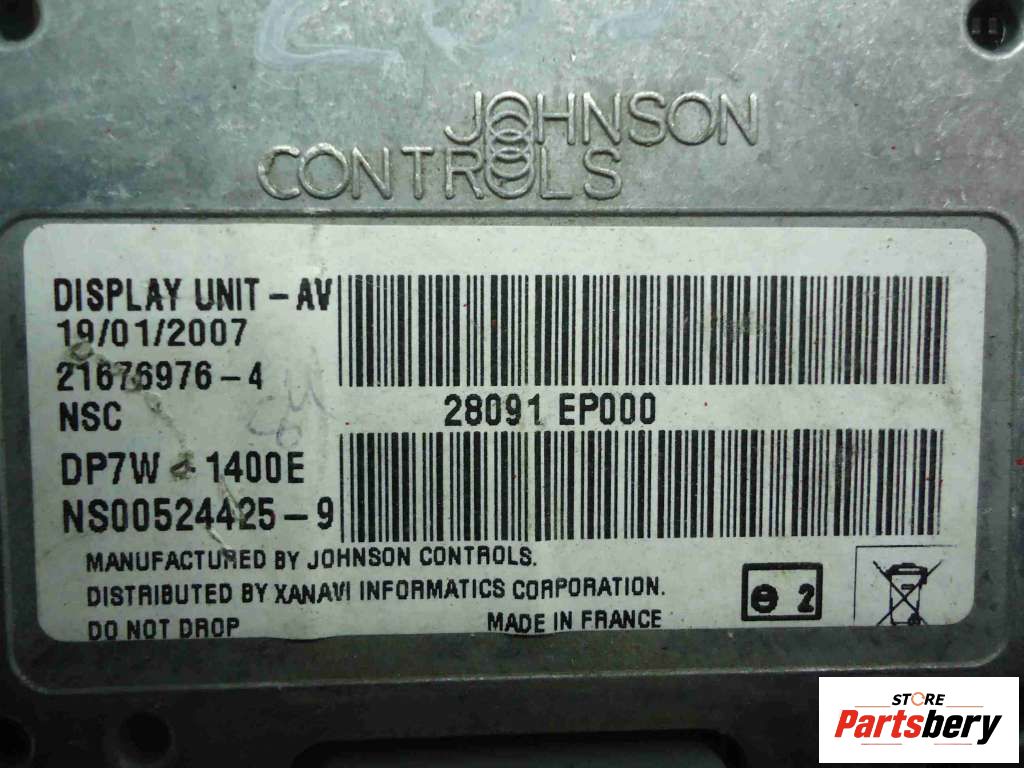 JOHNSON
CONTROLS
DISPLAY UNIT - AV
19/01/2007
21676976-4
NSC
28091 EP000
DP7W - 1400E
NS00524425-9
MANUFACTURED BY JOHNSON CONTROLS.
DISTRIBUTED BY XANAVI INFORMATICS CORPORATION.
DO NOT DROP
MADE IN FRANCE
2
STORE
Partsbery